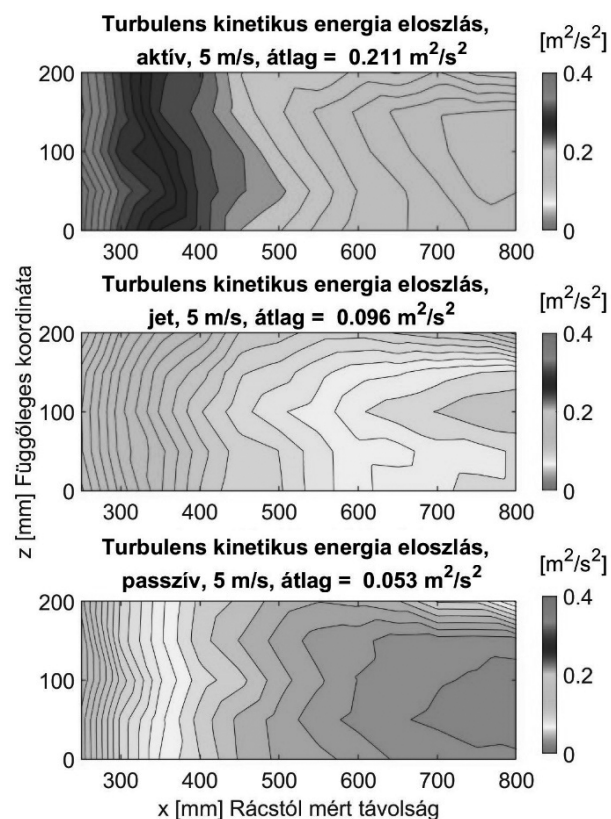 Turbulens kinetikus energia eloszlás,
aktív, 5 m/s, átlag = 0.211 m²/s²
[m²/s²]
200
100
0
300 400 500 600 700 800
0.4
0.2
0
Turbulens kinetikus energia eloszlás,
jet, 5 m/s, átlag = 0.096 m²/s²
[m²/s²]
z [mm] Függőleges koordináta
200
100
0
300 400 500 600 700 800
0.4
0.2
0
Turbulens kinetikus energia eloszlás,
passzív, 5 m/s, átlag = 0.053 m²/s²
[m²/s²]
200
100
0
300 400 500 600 700 800
0.4
0.2
0
x [mm] Rácstól mért távolság